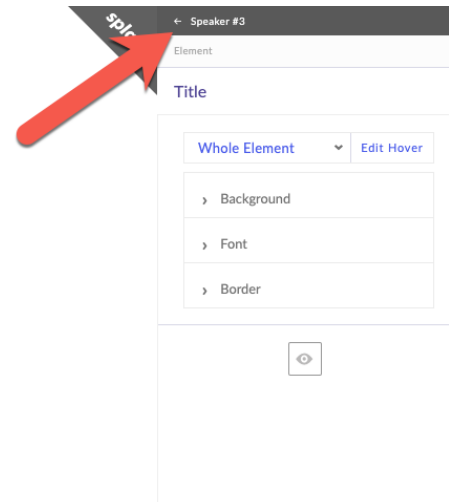 ← Speaker #3
Element
Title
Whole Element
Edit Hover
Background
Font
Border